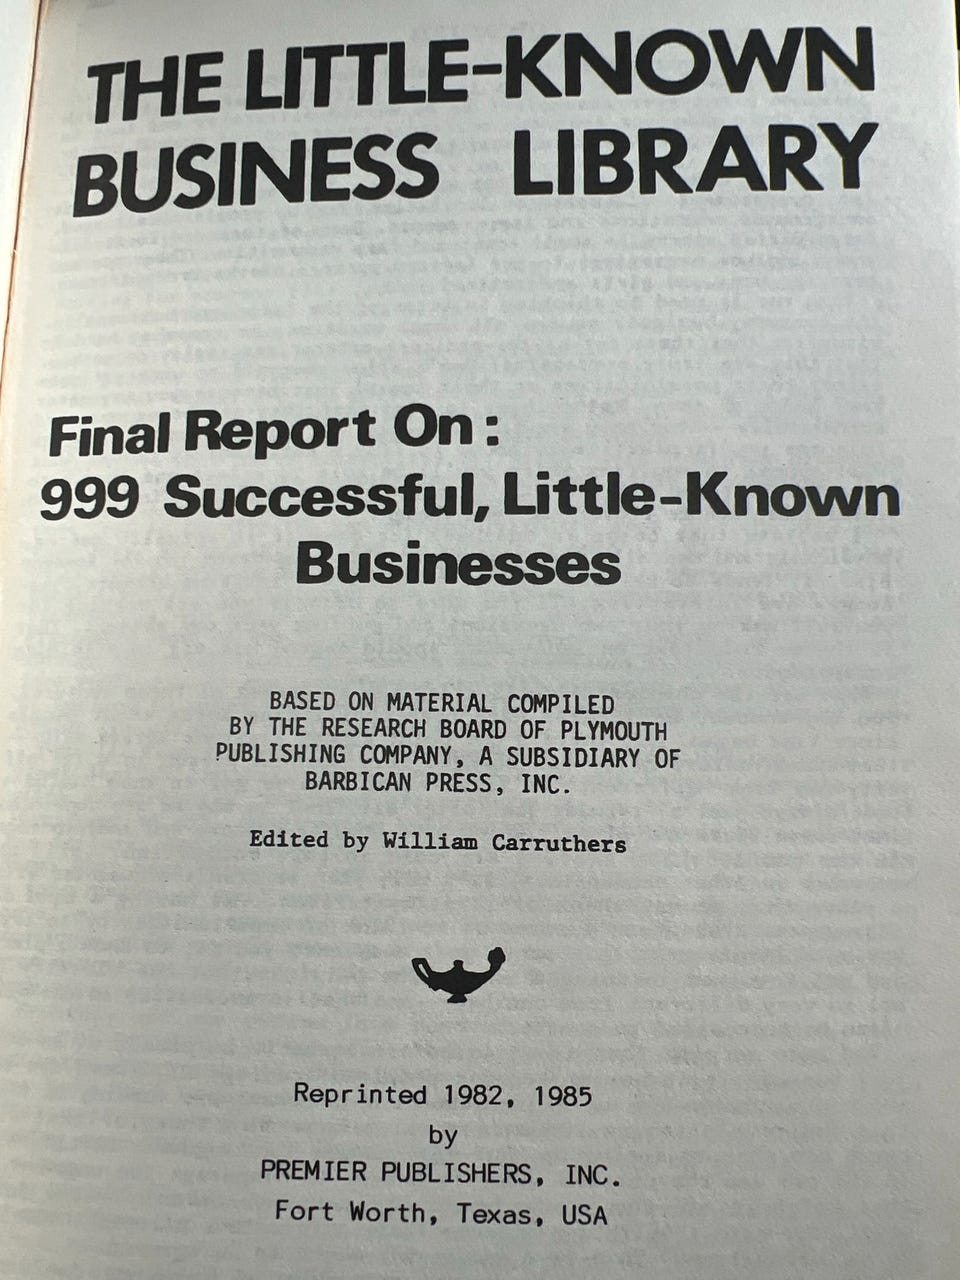 THE LITTLE-KNOWN
BUSINESS LIBRARY
Final Report On:
999 Successful, Little-Known
Businesses
BASED ON MATERIAL COMPILED
BY THE RESEARCH BOARD OF PLYMOUTH
PUBLISHING COMPANY, A SUBSIDIARY OF
BARBICAN PRESS, INC.
Edited by William Carruthers
Reprinted 1982, 1985
by
PREMIER PUBLISHERS, INC.
Fort Worth, Texas, USA